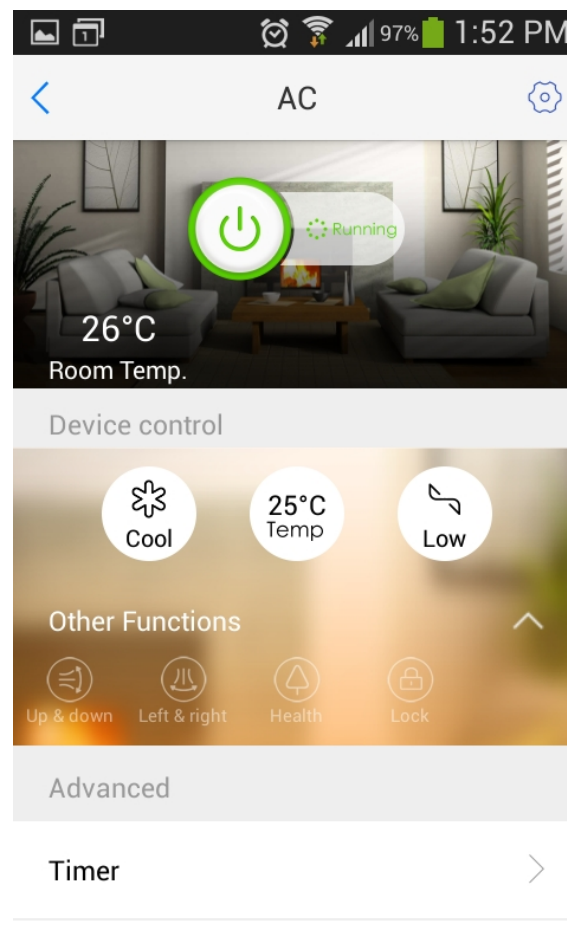 1 97% 1:52 PM
AC
Running
26°C
Room Temp.
Device control
Cool
25°C
Temp
Low
Other Functions
Up & down Left & right Health Lock
Advanced
Timer